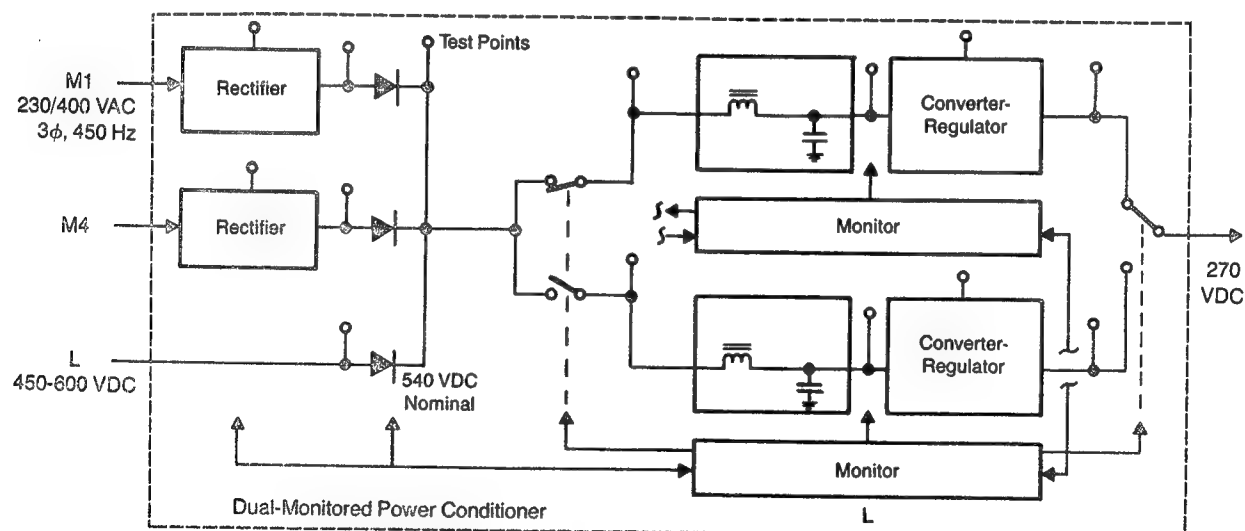 Test Points
M1
230/400 VAC
3ϕ, 450 Hz
Rectifier
Converter-
Regulator
M4
Rectifier
Monitor
270
VDC
L
450-600 VDC
540 VDC
Nominal
Converter-
Regulator
Monitor
Dual-Monitored Power Conditioner
L